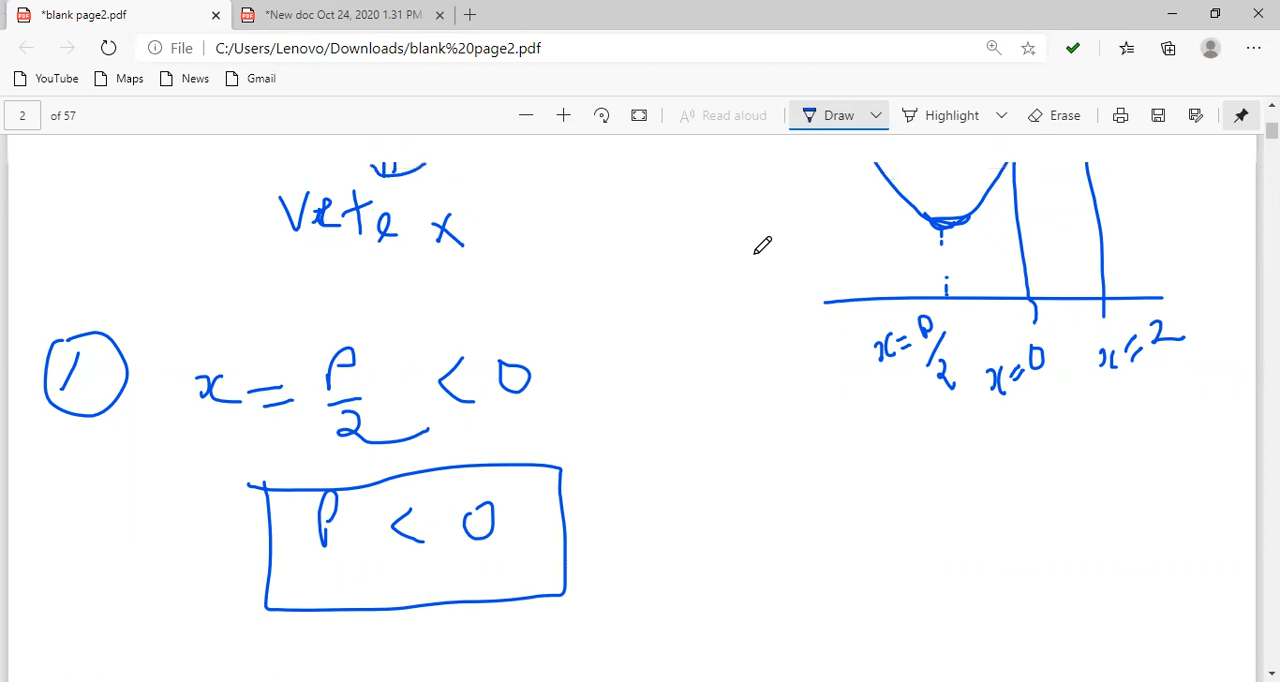 *blank page2.pdf
*New doc Oct 24, 2020 1.31 PM
File C:/Users/Lenovo/Downloads/blank%20page2.pdf
YouTube Maps News Gmail
2 of 57 Read aloud Draw Highlight Erase
Vertex
x = P/2
x = 0
x = 2
1
x = P/2 < 0
P < 0